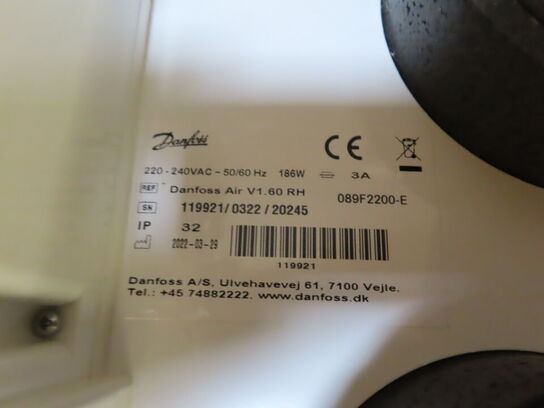 Danfoss
CE
220 - 240VAC ~ 50/60 Hz 186W 3A
REF Danfoss Air V1.60 RH 089F2200-E
SN 119921/0322/20245
IP 32
2022-03-29
119921
Danfoss A/S, Ulvehavevej 61, 7100 Vejle.
Tel.: +45 74882222. www.danfoss.dk